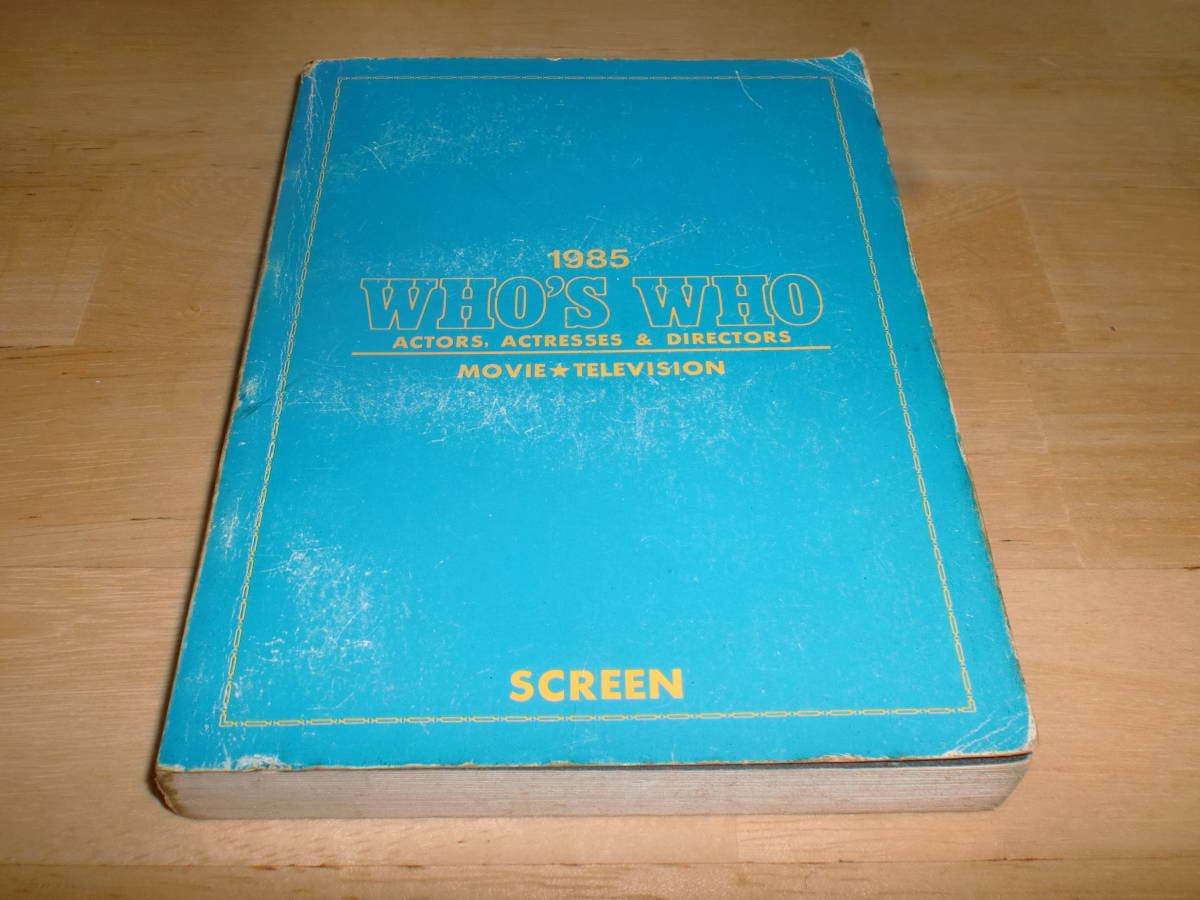 1985
WHO'S WHO
ACTORS, ACTRESSES & DIRECTORS
MOVIE★TELEVISION
SCREEN